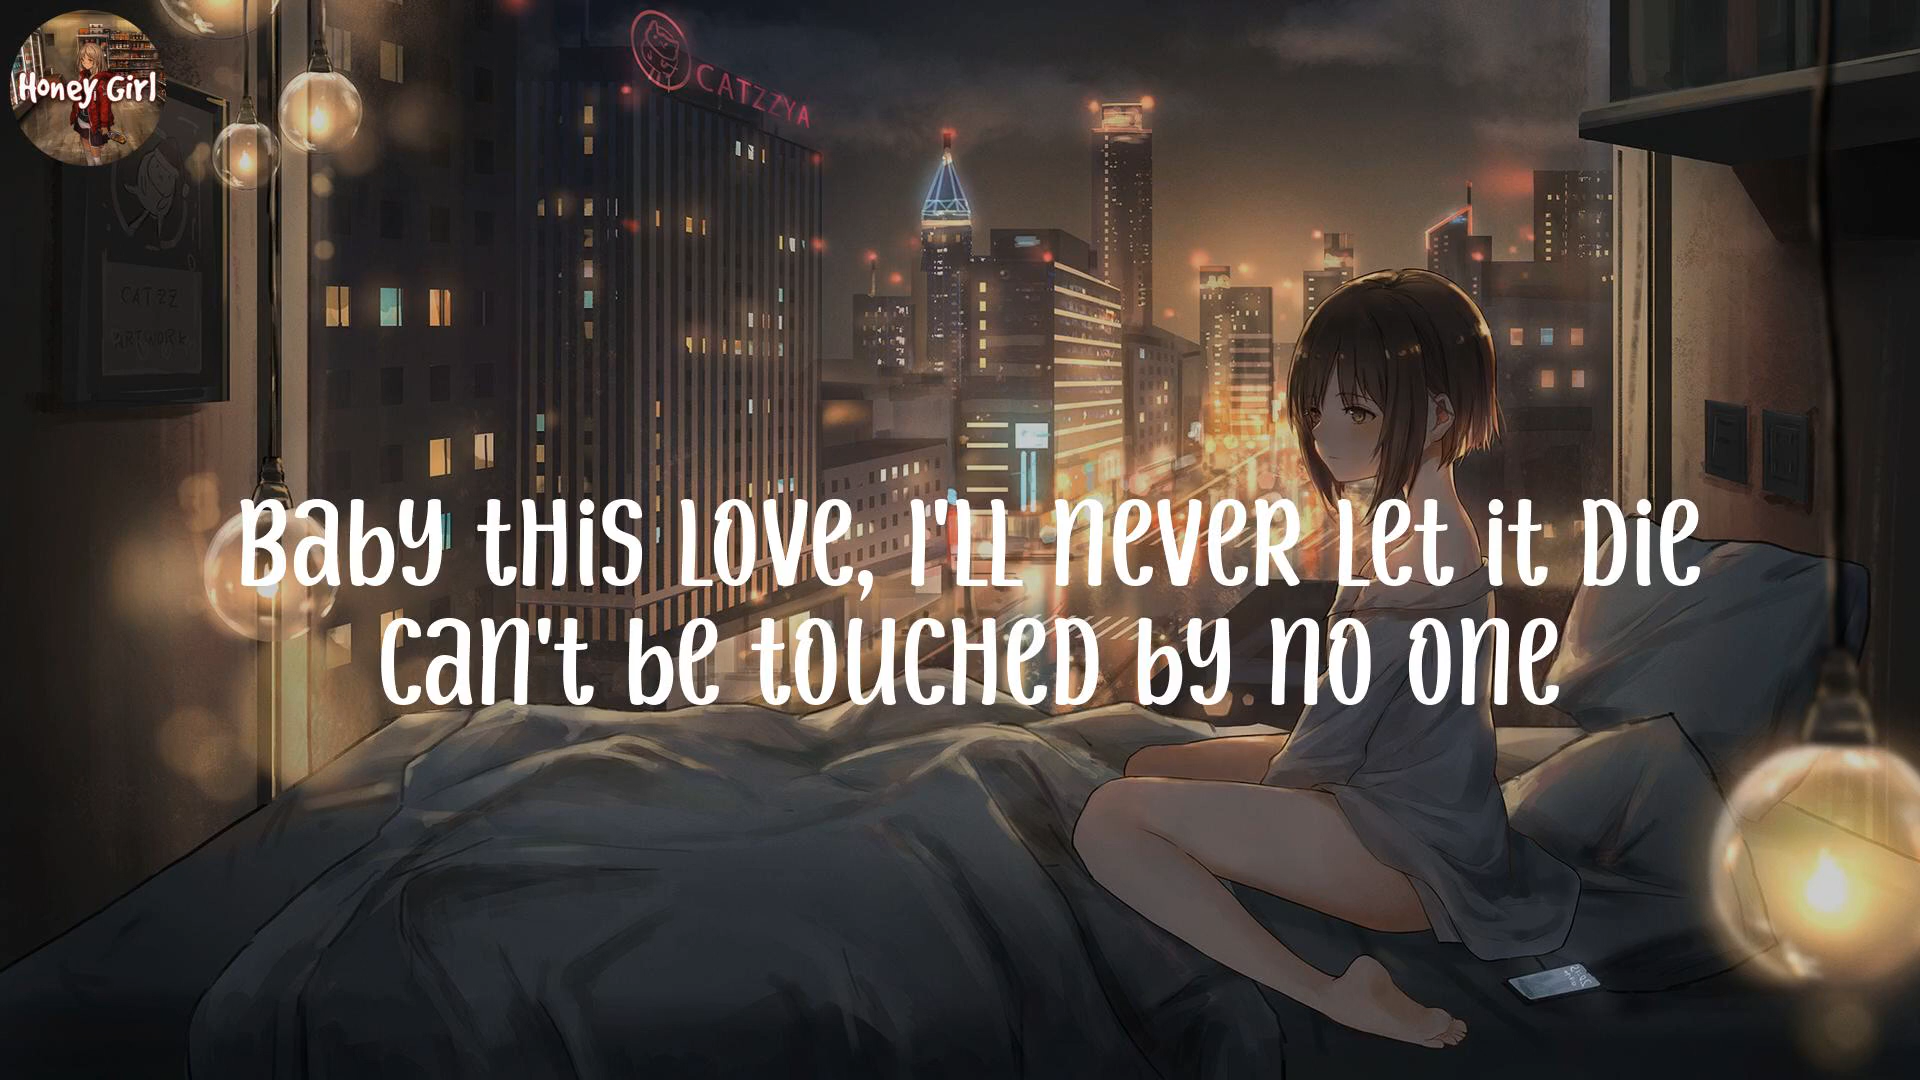 Honey Girl
CATZZYA
CATZZ
ARTWORK
Baby this love, I'll never let it die
Can't be touched by no one